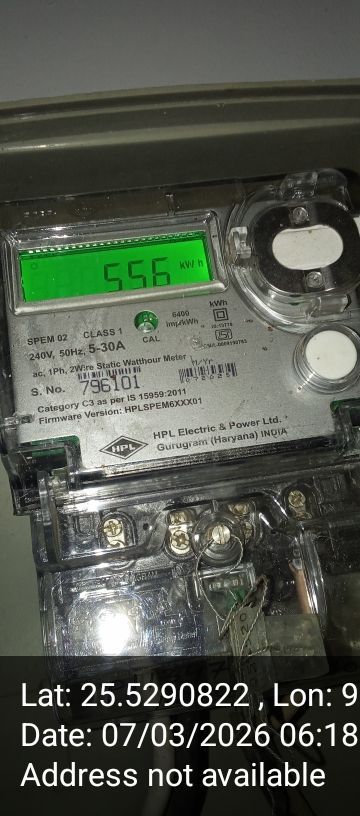 556 kWh
SPEM 02 CLASS 1
240V, 50Hz, 5-30A
CAL
6400
imp/kWh
kWh
ac, 1Ph, 2Wire Static Watthour Meter
S. No. 796101
Category C3 as per IS 15959:2011
Firmware Version: HPLSPEM6XXX01
HPL
HPL Electric & Power Ltd.
Gurugram (Haryana) INDIA
Lat: 25.5290822 , Lon: 9
Date: 07/03/2026 06:18
Address not available